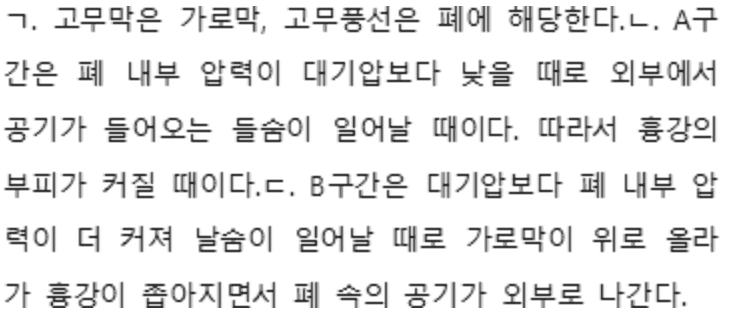 ㄱ. 고무막은 가로막, 고무풍선은 폐에 해당한다.ㄴ. A구
간은 폐 내부 압력이 대기압보다 낮을 때로 외부에서
공기가 들어오는 들숨이 일어날 때이다. 따라서 흉강의
부피가 커질 때이다.ㄷ. B구간은 대기압보다 폐 내부 압
력이 더 커져 날숨이 일어날 때로 가로막이 위로 올라
가 흉강이 좁아지면서 폐 속의 공기가 외부로 나간다.